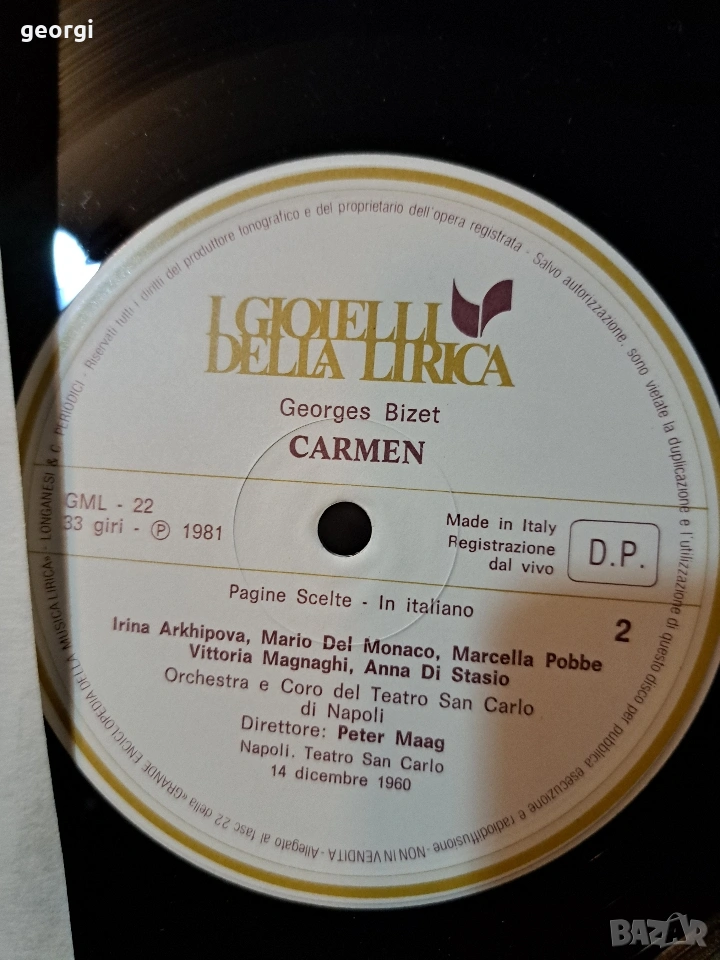 georgi
Riservati tutti i diritti del produttore fonografico e del proprietario dell'opera registrata - Salvo autorizzazione, sono vietate la duplicazione e l'utilizzazione di questo disco per pubblica esecuzione e radiodiffusione - NON IN VENDITA - Allegato al fasc. 22 della «GRANDE ENCICLOPEDIA DELLA MUSICA LIRICA» - LONGANESI & C. PERIODICI -
I GIOIELLI
DELLA LIRICA
Georges Bizet
CARMEN
GML - 22
33 giri - Ⓟ 1981
Made in Italy
Registrazione
dal vivo
D.P.
Pagine Scelte - In italiano
2
Irina Arkhipova, Mario Del Monaco, Marcella Pobbe
Vittoria Magnaghi, Anna Di Stasio
Orchestra e Coro del Teatro San Carlo
di Napoli
Direttore: Peter Maag
Napoli. Teatro San Carlo
14 dicembre 1960
BAZAR